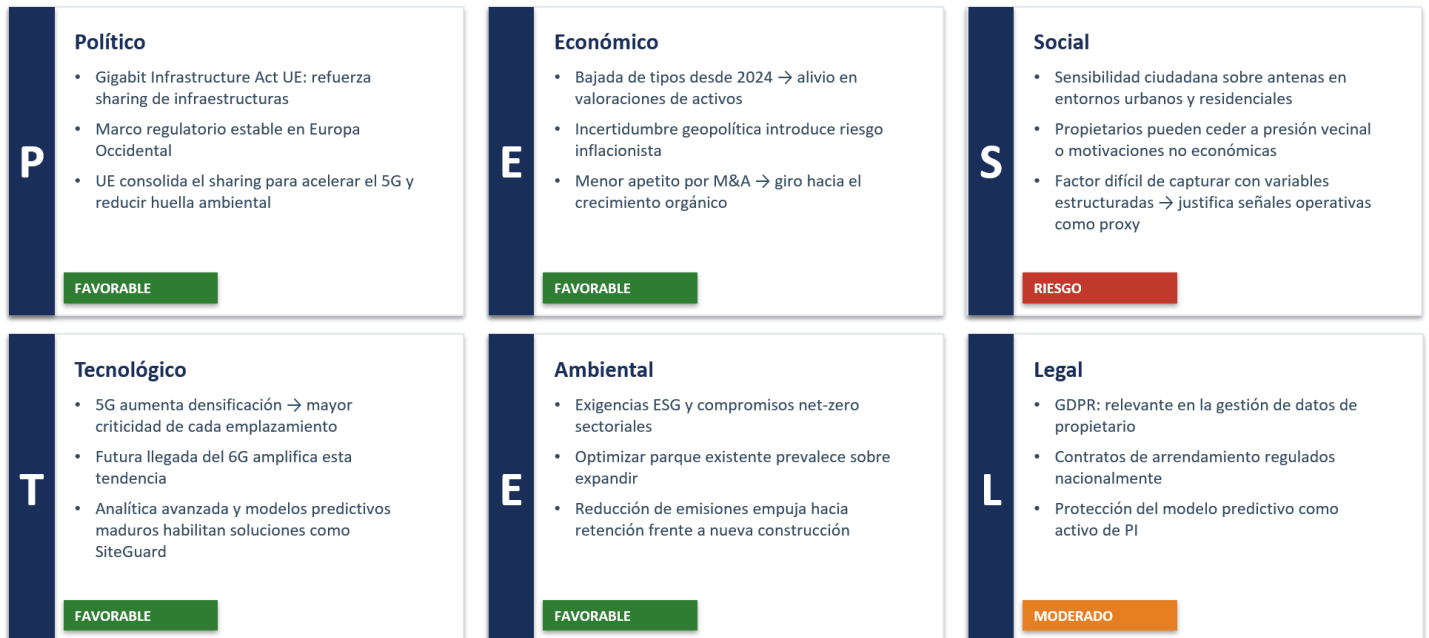 P
Político
• Gigabit Infrastructure Act UE: refuerza
sharing de infraestructuras
• Marco regulatorio estable en Europa
Occidental
• UE consolida el sharing para acelerar el 5G y
reducir huella ambiental
FAVORABLE
E
Económico
• Bajada de tipos desde 2024 → alivio en
valoraciones de activos
• Incertidumbre geopolítica introduce riesgo
inflacionista
• Menor apetito por M&A → giro hacia el
crecimiento orgánico
FAVORABLE
S
Social
• Sensibilidad ciudadana sobre antenas en
entornos urbanos y residenciales
• Propietarios pueden ceder a presión vecinal
o motivaciones no económicas
• Factor difícil de capturar con variables
estructuradas → justifica señales operativas
como proxy
RIESGO
T
Tecnológico
• 5G aumenta densificación → mayor
criticidad de cada emplazamiento
• Futura llegada del 6G amplifica esta
tendencia
• Analítica avanzada y modelos predictivos
maduros habilitan soluciones como
SiteGuard
FAVORABLE
E
Ambiental
• Exigencias ESG y compromisos net-zero
sectoriales
• Optimizar parque existente prevalece sobre
expandir
• Reducción de emisiones empuja hacia
retención frente a nueva construcción
FAVORABLE
L
Legal
• GDPR: relevante en la gestión de datos de
propietario
• Contratos de arrendamiento regulados
nacionalmente
• Protección del modelo predictivo como
activo de PI
MODERADO